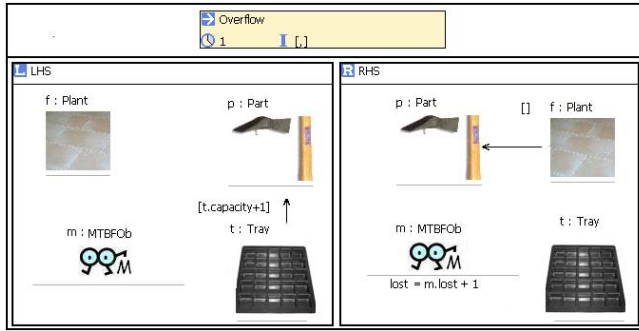 Overflow
1 I [,]
L LHS
f : Plant
p : Part
[t.capacity+1]
m : MTBFOb
M
t : Tray
R RHS
p : Part
[]
f : Plant
m : MTBFOb
M
lost = m.lost + 1
t : Tray